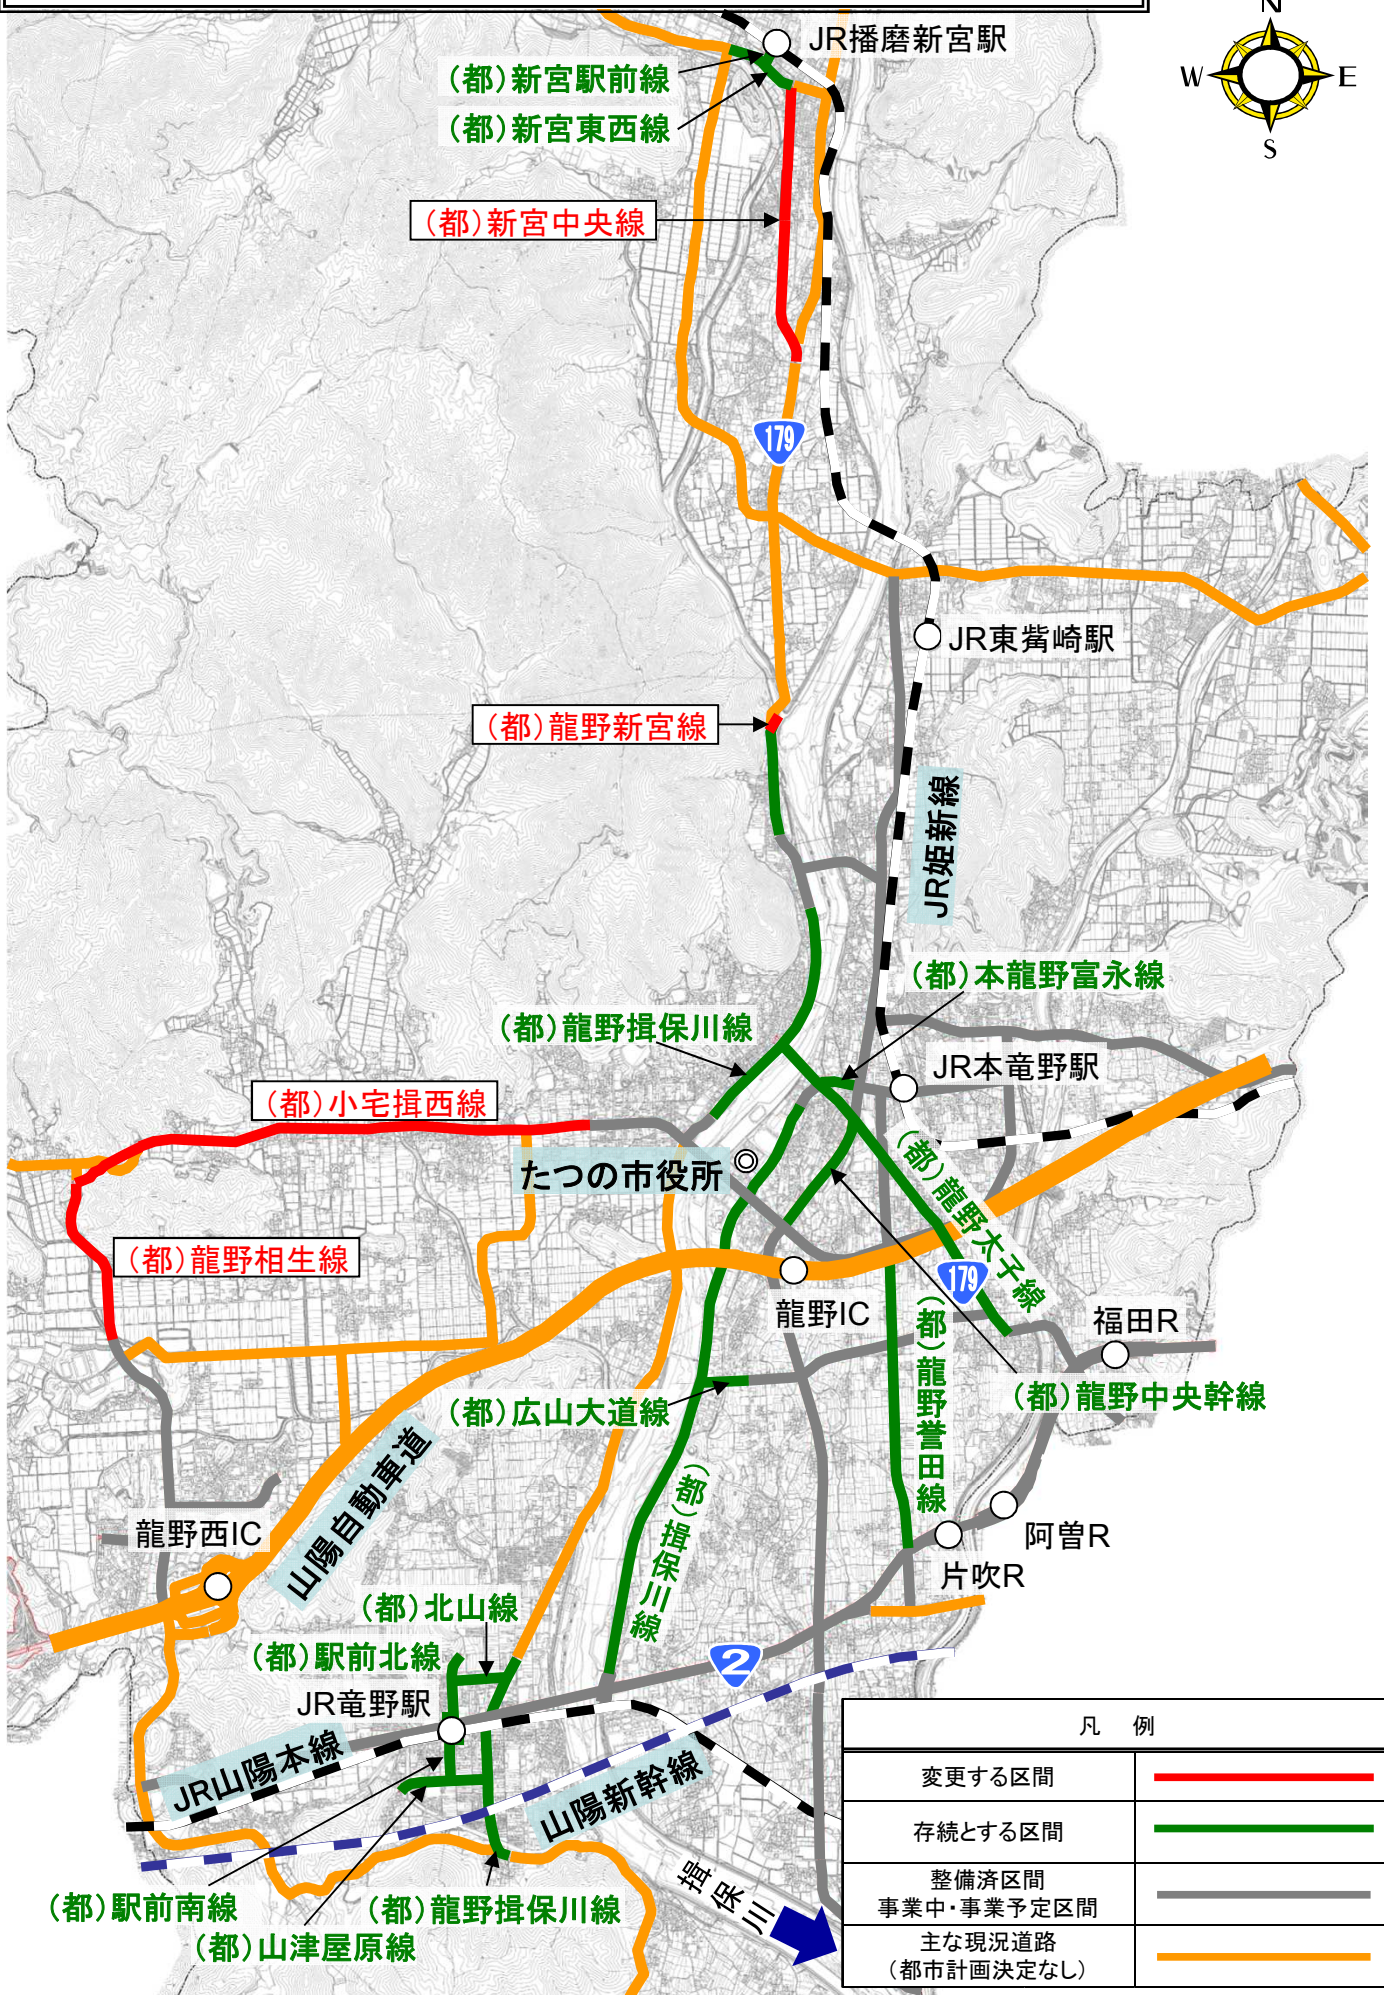 N
W
E
S
JR播磨新宮駅
(都)新宮駅前線
(都)新宮東西線
(都)新宮中央線
179
JR東觜崎駅
(都)龍野新宮線
JR姫新線
(都)本龍野富永線
(都)龍野揖保川線
JR本竜野駅
(都)小宅揖西線
たつの市役所
(都)龍野太子線
(都)龍野相生線
179
龍野IC
福田R
(都)龍野誉田線
(都)龍野中央幹線
(都)広山大道線
山陽自動車道
(都)揖保川線
龍野西IC
阿曽R
片吹R
(都)北山線
(都)駅前北線
2
JR竜野駅
JR山陽本線
山陽新幹線
揖保川
(都)駅前南線
(都)龍野揖保川線
(都)山津屋原線
凡 例
変更する区間
存続とする区間
整備済区間
事業中・事業予定区間
主な現況道路
(都市計画決定なし)